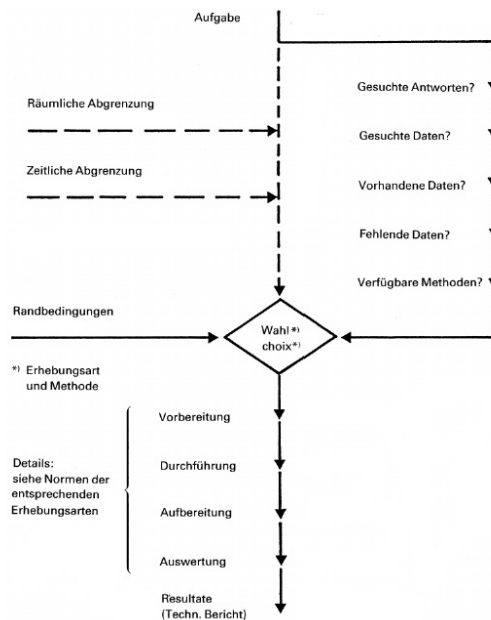 Aufgabe
Gesuchte Antworten?
Räumliche Abgrenzung
Gesuchte Daten?
Zeitliche Abgrenzung
Vorhandene Daten?
Fehlende Daten?
Verfügbare Methoden?
Randbedingungen
Wahl*)
choix*)
*) Erhebungsart
und Methode
Vorbereitung
Details:
siehe Normen der
entsprechenden
Erhebungsarten
Durchführung
Aufbereitung
Auswertung
Resultate
(Techn. Bericht)